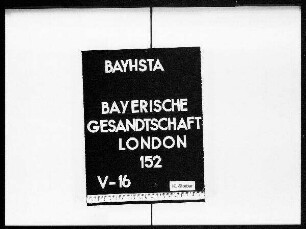 BAYHSTA
BAYERISCHE
GESANDTSCHAFT
LONDON
152
V-16